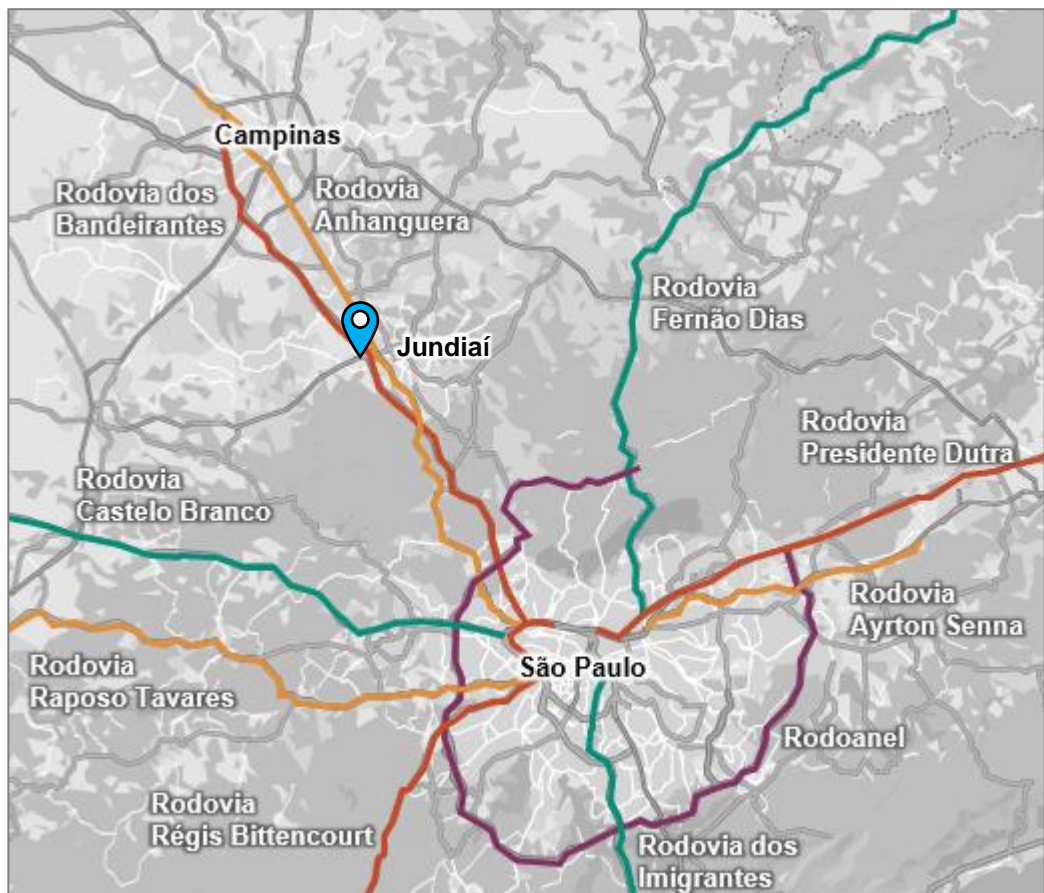 Campinas
Rodovia dos
Bandeirantes
Rodovia
Anhanguera
Rodovia
Fernão Dias
Jundiaí
Rodovia
Presidente Dutra
Rodovia
Castelo Branco
Rodovia
Ayrton Senna
São Paulo
Rodovia
Raposo Tavares
Rodoanel
Rodovia
Régis Bittencourt
Rodovia dos
Imigrantes